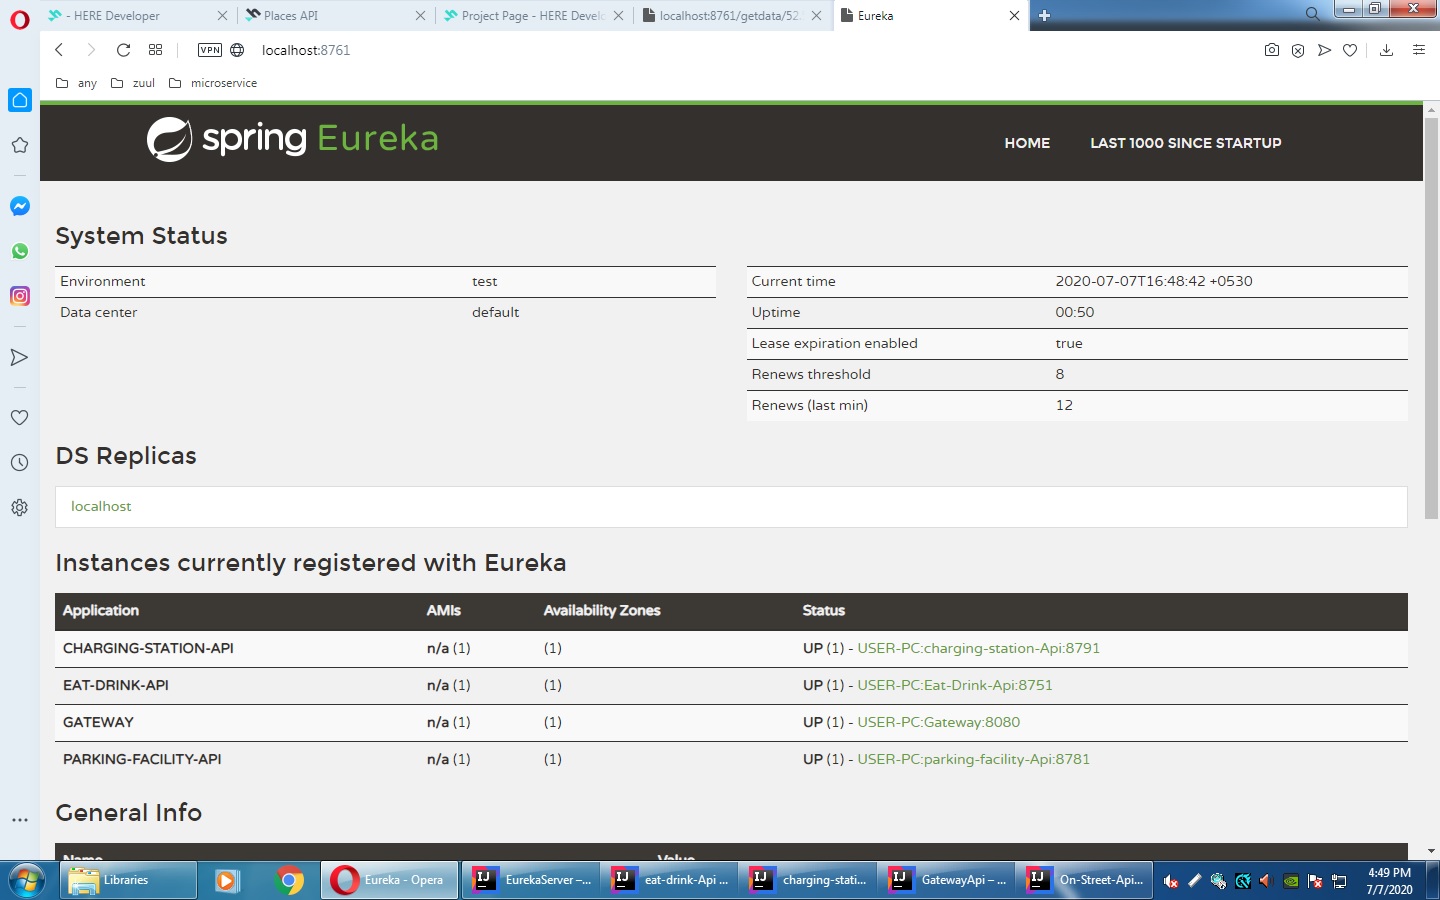 - HERE Developer
Places API
Project Page - HERE Develo
localhost:8761/getdata/52.
Eureka
VPN
localhost:8761
any
zuul
microservice
spring Eureka
HOME
LAST 1000 SINCE STARTUP
System Status
Environment test
Data center default
Current time 2020-07-07T16:48:42 +0530
Uptime 00:50
Lease expiration enabled true
Renews threshold 8
Renews (last min) 12
DS Replicas
localhost
Instances currently registered with Eureka
Application AMIs Availability Zones Status
CHARGING-STATION-API n/a (1) (1) UP (1) - USER-PC:charging-station-Api:8791
EAT-DRINK-API n/a (1) (1) UP (1) - USER-PC:Eat-Drink-Api:8751
GATEWAY n/a (1) (1) UP (1) - USER-PC:Gateway:8080
PARKING-FACILITY-API n/a (1) (1) UP (1) - USER-PC:parking-facility-Api:8781
General Info
Name Value
Libraries
Eureka - Opera
EurekaServer –...
eat-drink-Api ...
charging-stati...
GatewayApi – ...
On-Street-Api...
4:49 PM
7/7/2020